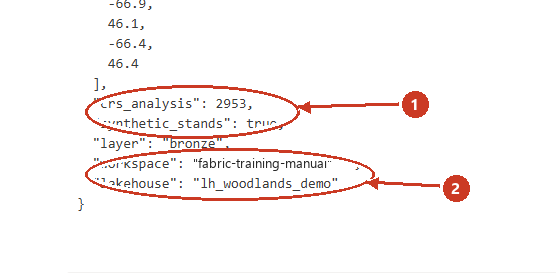 -66.9,
46.1,
-66.4,
46.4
],
"crs_analysis": 2953, 1
"synthetic_stands": true,
"layer": "bronze",
"workspace": "fabric-training-manual" ,
"lakehouse": "lh_woodlands_demo" 2
}